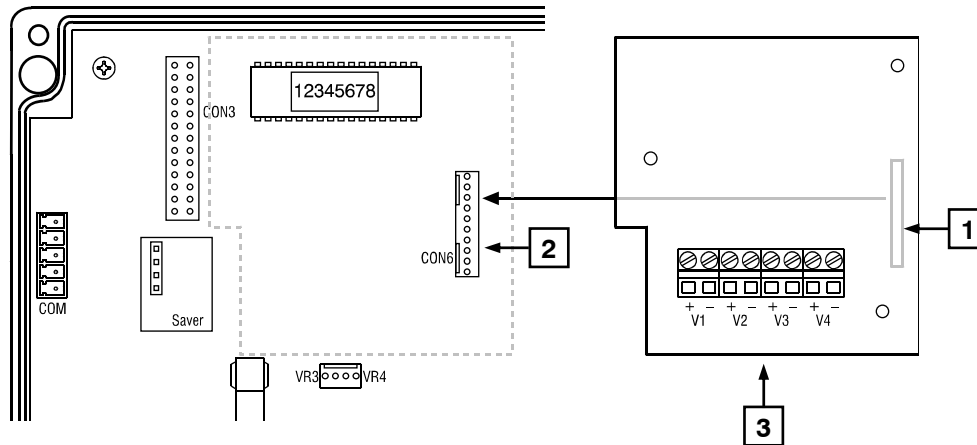 12345678
CON3
1
2
CON6
COM
Saver
+ − + − + − + −
V1 V2 V3 V4
VR3 VR4
3